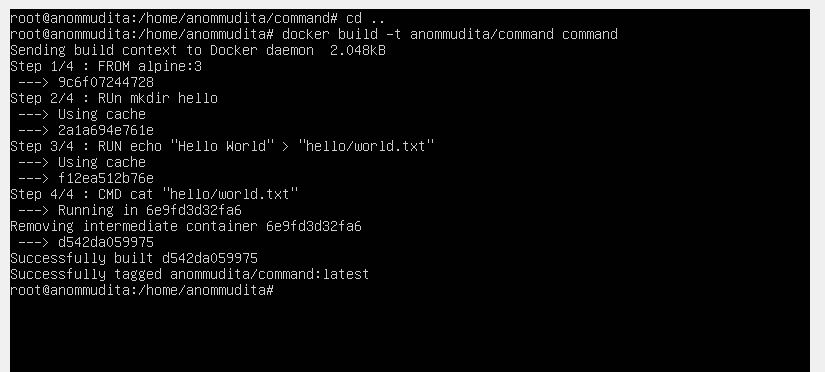 root@anommudita:/home/anommudita/command# cd ..
root@anommudita:/home/anommudita# docker build -t anommudita/command command
Sending build context to Docker daemon  2.048kB
Step 1/4 : FROM alpine:3
 ---> 9c6f07244728
Step 2/4 : RUn mkdir hello
 ---> Using cache
 ---> 2a1a694e761e
Step 3/4 : RUN echo "Hello World" > "hello/world.txt"
 ---> Using cache
 ---> f12ea512b76e
Step 4/4 : CMD cat "hello/world.txt"
 ---> Running in 6e9fd3d32fa6
Removing intermediate container 6e9fd3d32fa6
 ---> d542da059975
Successfully built d542da059975
Successfully tagged anommudita/command:latest
root@anommudita:/home/anommudita#